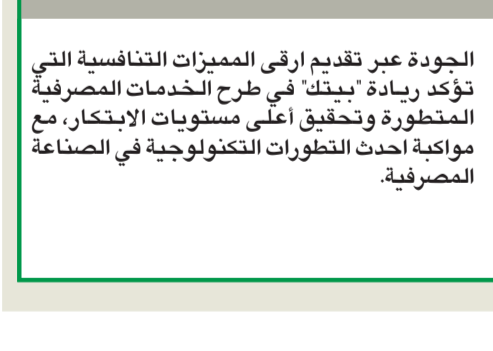 الجودة عبر تقديم ارقى المميزات التنافسية التي
تؤكد ريادة "بيتك" في طرح الخدمات المصرفية
المتطورة وتحقيق أعلى مستويات الابتكار، مع
مواكبة احدث التطورات التكنولوجية في الصناعة
المصرفية.